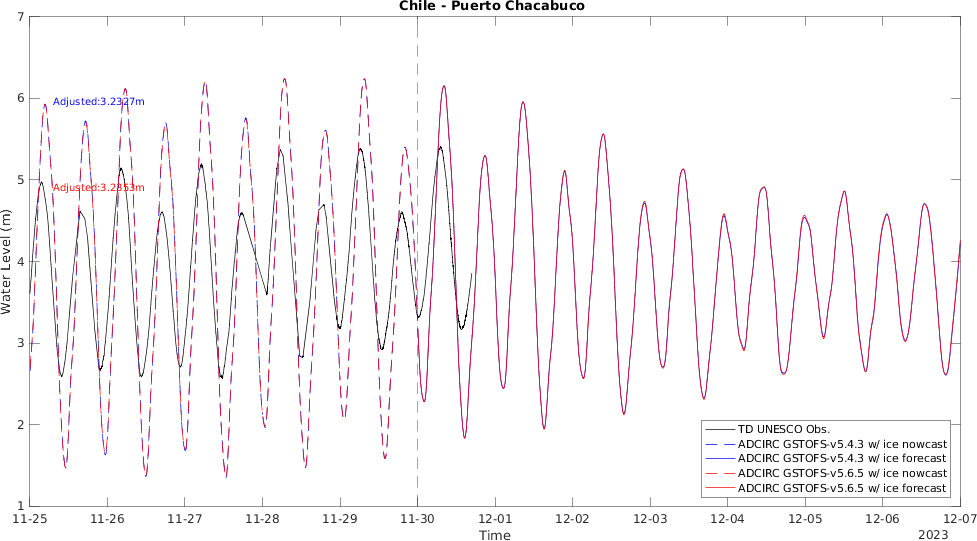 Chile - Puerto Chacabuco
7
6
5
4
3
2
1
Water Level (m)
Adjusted:3.2327m
Adjusted:3.2353m
TD UNESCO Obs.
ADCIRC GSTOFS-v5.4.3 w/ ice nowcast
ADCIRC GSTOFS-v5.4.3 w/ ice forecast
ADCIRC GSTOFS-v5.6.5 w/ ice nowcast
ADCIRC GSTOFS-v5.6.5 w/ ice forecast
11-25 11-26 11-27 11-28 11-29 11-30 12-01 12-02 12-03 12-04 12-05 12-06 12-07
Time
2023